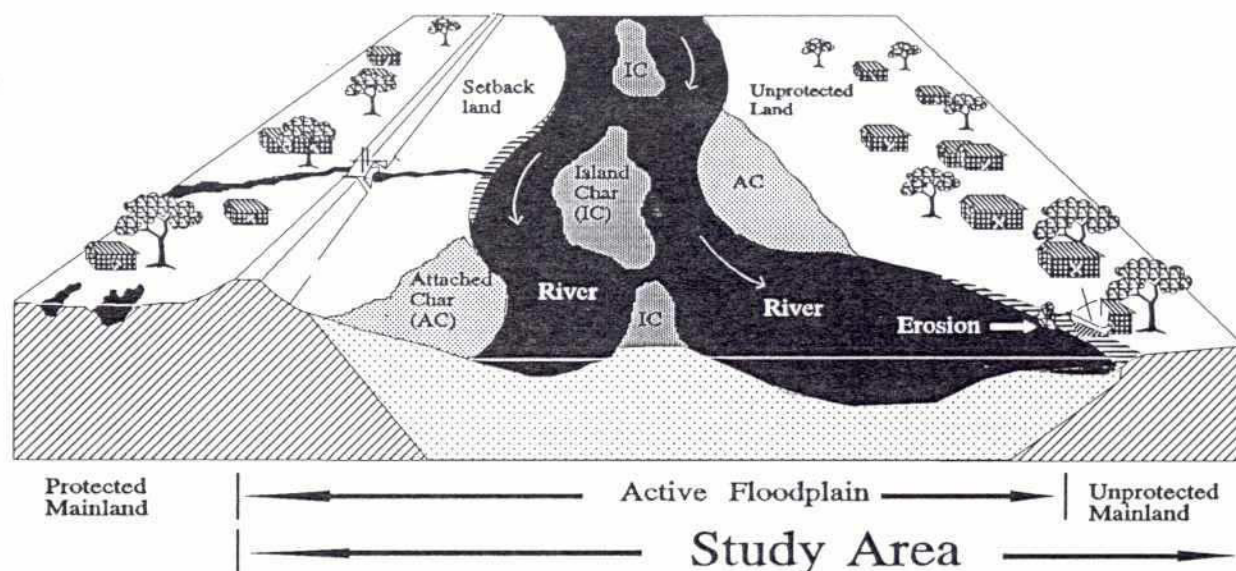 IC
Setback
land
Unprotected
Land
Island
Char
(IC)
AC
Attached
Char
(AC)
River
IC
River
Erosion
Protected
Mainland
Active Floodplain
Unprotected
Mainland
Study Area